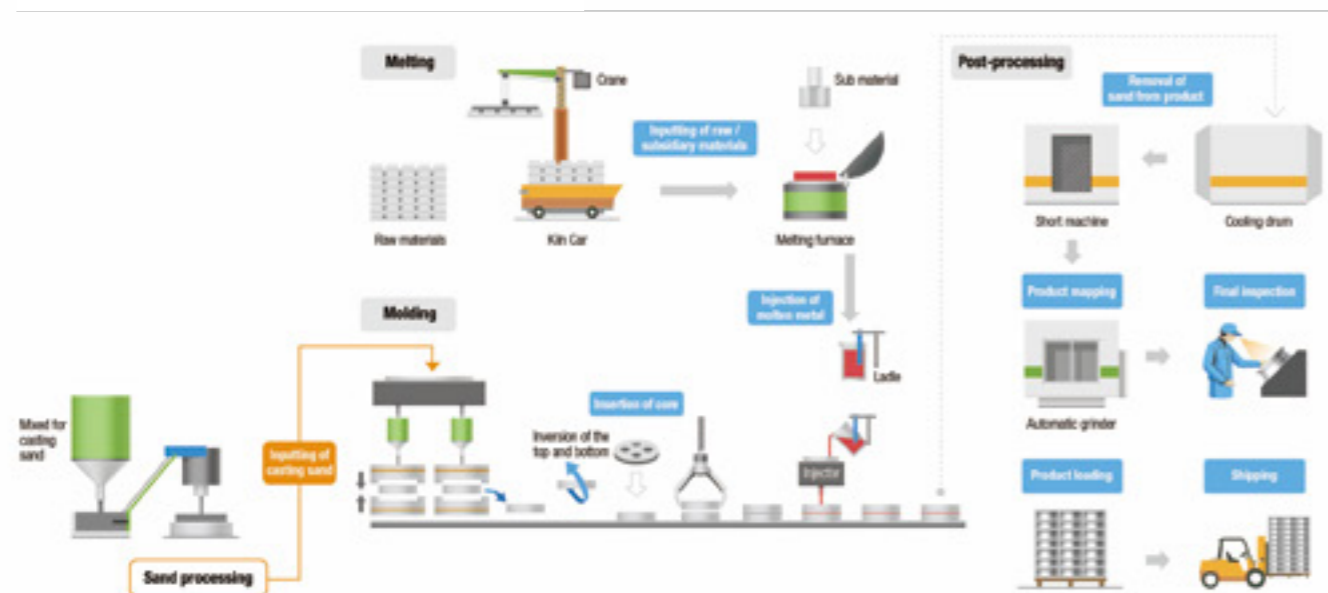 Melting
Crane
Sub material
Inputting of raw /
subsidiary materials
Raw materials
Kiln Car
Melting furnace
Injection of
molten metal
Ladle
Molding
Mixed for
casting
sand
Inputting of
casting sand
Sand processing
Inversion of the
top and bottom
Insertion of core
Injector
Post-processing
Removal of
sand from product
Short machine
Cooling drum
Product mapping
Final inspection
Automatic grinder
Product loading
Shipping